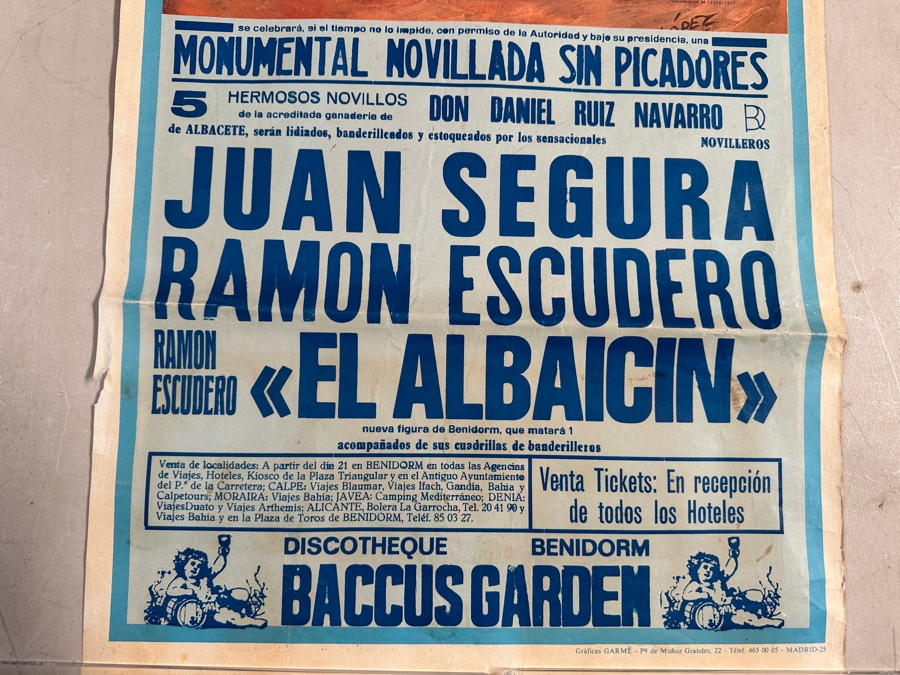 LÓPEZ
se celebrará, si el tiempo no lo impide, con permiso de la Autoridad y bajo su presidencia, una
MONUMENTAL NOVILLADA SIN PICADORES
5 HERMOSOS NOVILLOS
de la acreditada ganadería de
DON DANIEL RUIZ NAVARRO
de ALBACETE, serán lidiados, banderilleados y estoqueados por los sensacionales
NOVILLEROS
JUAN SEGURA
RAMON ESCUDERO
RAMON
ESCUDERO
«EL ALBAICIN»
nueva figura de Benidorm, que matará 1
acompañados de sus cuadrillas de banderilleros
Venta de localidades: A partir del día 21 en BENIDORM en todas las Agencias
de Viajes, Hoteles, Kiosco de la Plaza Triangular y en el Antiguo Ayuntamiento
del P.º de la Carretera; CALPE: Viajes Blaumar, Viajes Ifach, Gandía, Bahía y
Calpetours; MORAIRA: Viajes Bahía; JAVEA: Camping Mediterráneo; DENIA:
ViajesDuato y Viajes Arthemis; ALICANTE, Bolera La Garrocha, Tel. 20 41 90 y
Viajes Bahía y en la Plaza de Toros de BENIDORM, Teléf. 85 03 27.
Venta Tickets: En recepción
de todos los Hoteles
DISCOTHEQUE BENIDORM
BACCUS GARDEN
Gráficas GARMÉ - Pº de Muñoz Grandes, 22 - Télef. 465 00 05 - MADRID-25